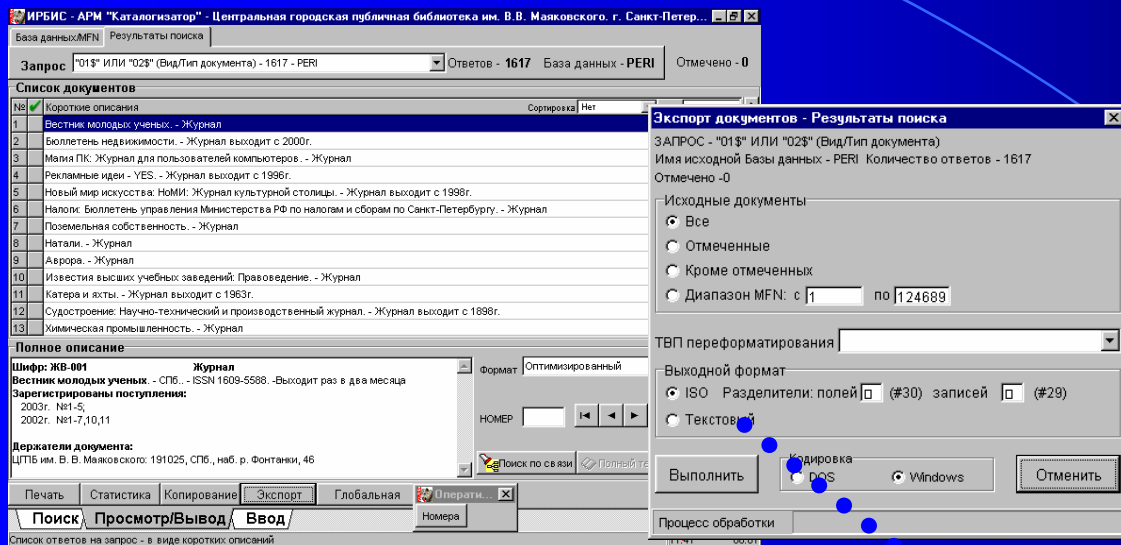 ИРБИС - АРМ "Каталогизатор" - Центральная городская публичная библиотека им. В.В. Маяковского. г. Санкт-Петер...
База данных/MFN Результаты поиска
Запрос "01$" ИЛИ "02$" (Вид/Тип документа) - 1617 - PERI Ответов - 1617 База данных - PERI Отмечено - 0
Список документов
№ Короткие описания Сортировка Нет
1 Вестник молодых ученых. - Журнал
2 Бюллетень недвижимости. - Журнал выходит с 2000г.
3 Магия ПК: Журнал для пользователей компьютеров. - Журнал
4 Рекламные идеи - YES. - Журнал выходит с 1996г.
5 Новый мир искусства: НоМИ: Журнал культурной столицы. - Журнал выходит с 1998г.
6 Налоги: Бюллетень управления Министерства РФ по налогам и сборам по Санкт-Петербургу. - Журнал
7 Поземельная собственность. - Журнал
8 Натали. - Журнал
9 Аврора. - Журнал
10 Известия высших учебных заведений: Правоведение. - Журнал
11 Катера и яхты. - Журнал выходит с 1963г.
12 Судостроение: Научно-технический и производственный журнал. - Журнал выходит с 1898г.
13 Химическая промышленность. - Журнал
Полное описание
Шифр: ЖВ-001 Журнал
Вестник молодых ученых. - СПб.. - ISSN 1609-5588. -Выходит раз в два месяца
Зарегистрированы поступления:
2003г. №1-5;
2002г. №1-7,10,11
Держатели документа:
ЦГПБ им. В. В. Маяковского: 191025, СПб., наб. р. Фонтанки, 46
Формат Оптимизированный
НОМЕР
Поиск по связи Полный
Печать Статистика Копирование Экспорт Глобальная
Операти...
Номера
Поиск Просмотр/Вывод Ввод
Список ответов на запрос - в виде коротких описаний
Экспорт документов - Результаты поиска
ЗАПРОС - "01$" ИЛИ "02$" (Вид/Тип документа)
Имя исходной Базы данных - PERI Количество ответов - 1617
Отмечено -0
Исходные документы
Все
Отмеченные
Кроме отмеченных
Диапазон MFN: с 1 по 124689
ТВП переформатирования
Выходной формат
ISO Разделители: полей (#30) записей (#29)
Текстовый
Выполнить
Кодировка
DOS Windows
Отменить
Процесс обработки